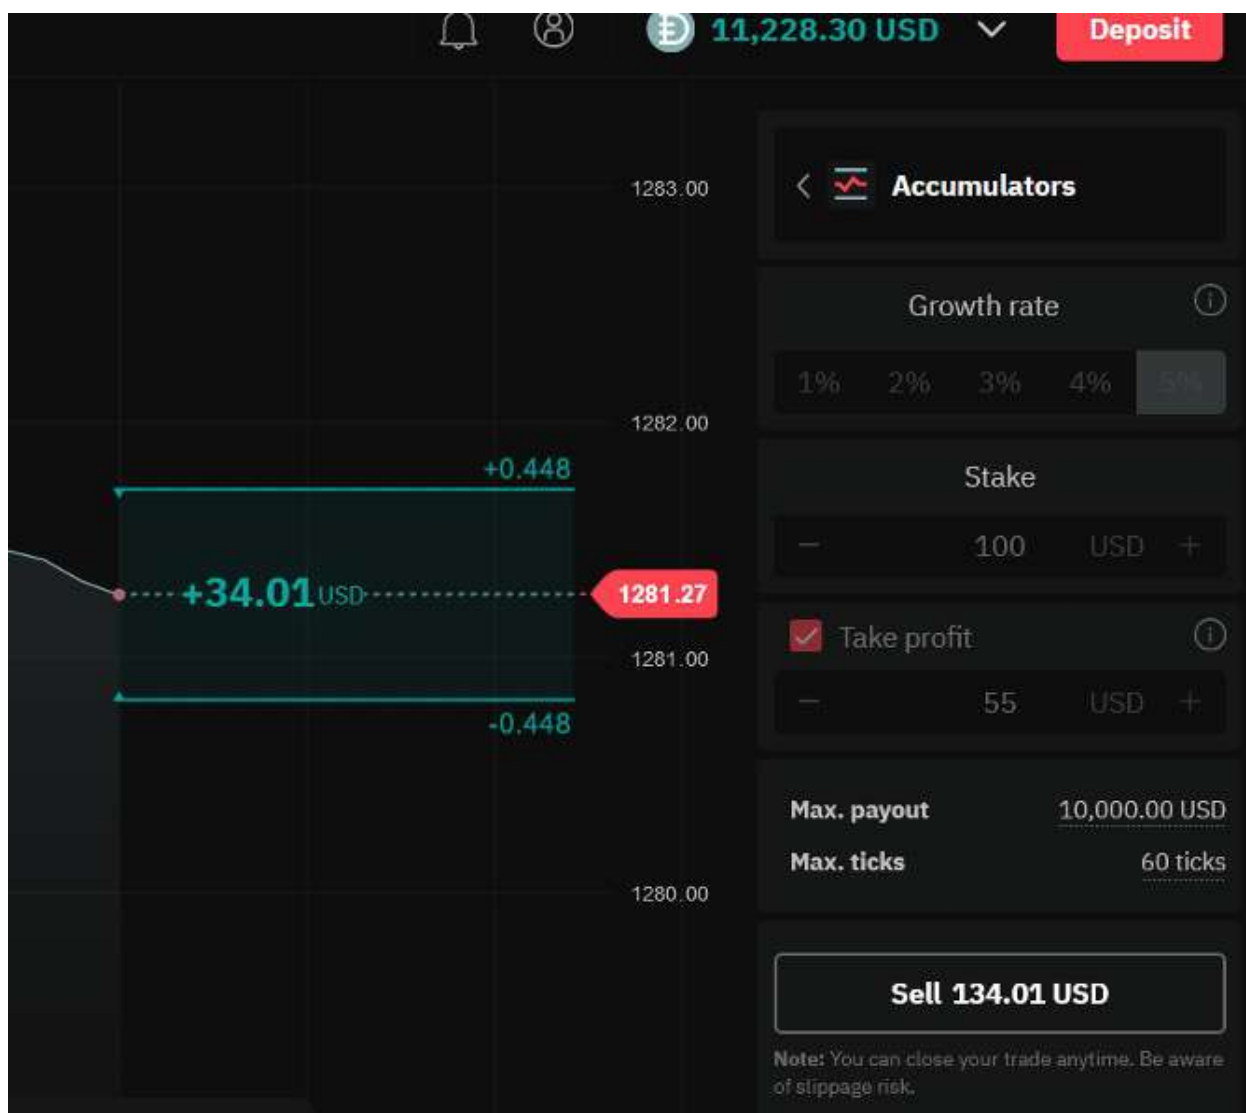 11,228.30 USD
Deposit
1283.00
Accumulators
Growth rate
1% 2% 3% 4% 5%
1282.00
+0.448
Stake
− 100 USD +
+34.01 USD
1281.27
Take profit
1281.00
− 55 USD +
-0.448
Max. payout 10,000.00 USD
Max. ticks 60 ticks
1280.00
Sell 134.01 USD
Note: You can close your trade anytime. Be aware
of slippage risk.